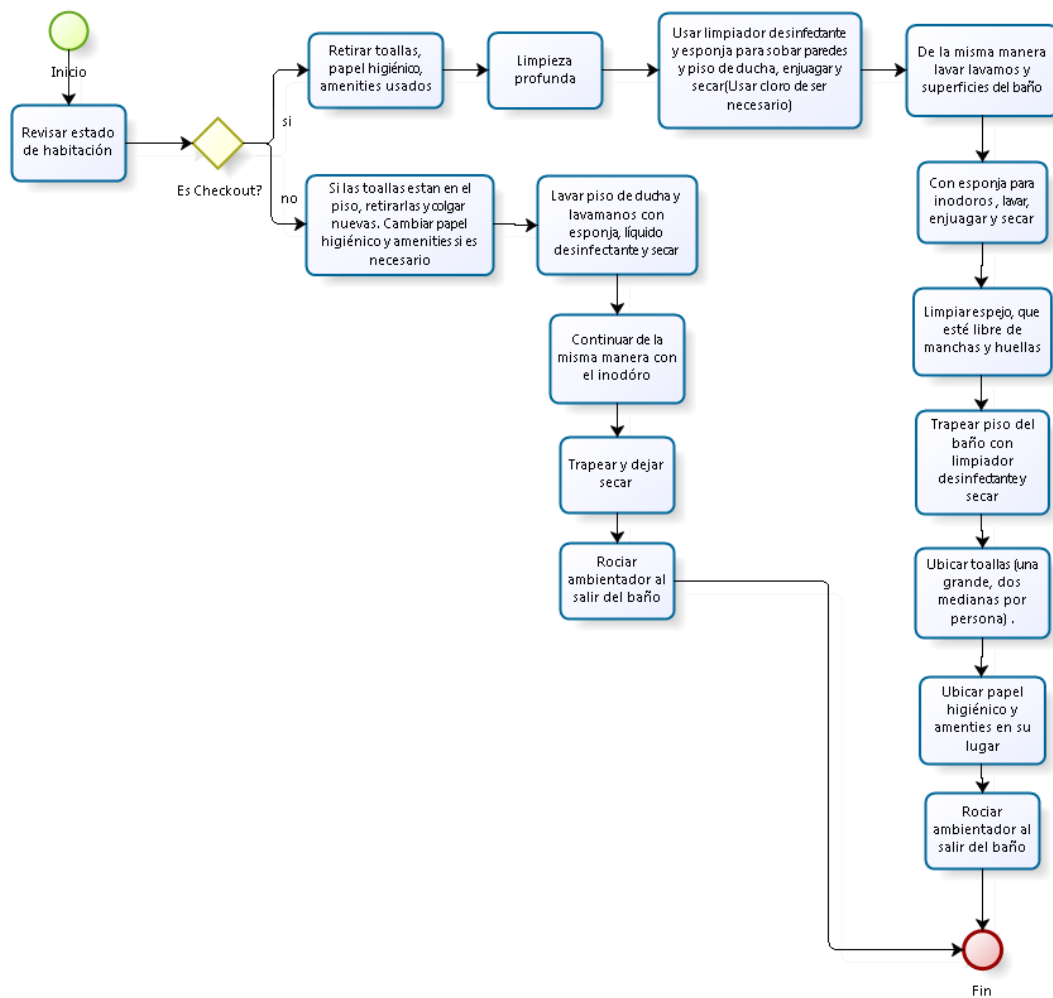 Inicio
Revisar estado
de habitación
Es Checkout?
si
Retirar toallas,
papel higiénico,
amenities usados
Limpieza
profunda
Usar limpiador desinfectante
y esponja para sobar paredes
y piso de ducha, enjuagar y
secar(Usar cloro de ser
necesario)
De la misma manera
lavar lavamos y
superficies del baño
Con esponja para
inodoros , lavar,
enjuagar y secar
Limpiar espejo, que
esté libre de
manchas y huellas
Trapear piso del
baño con
limpiador
desinfectante y
secar
Ubicar toallas (una
grande, dos
medianas por
persona) .
Ubicar papel
higiénico y
amenties en su
lugar
Rociar
ambientador al
salir del baño
no
Si las toallas estan en el
piso, retirarlas y colgar
nuevas. Cambiar papel
higiénico y amenities si es
necesario
Lavar piso de ducha y
lavamanos con
esponja, líquido
desinfectante y secar
Continuar de la
misma manera con
el inodóro
Trapear y dejar
secar
Rociar
ambientador al
salir del baño
Fin